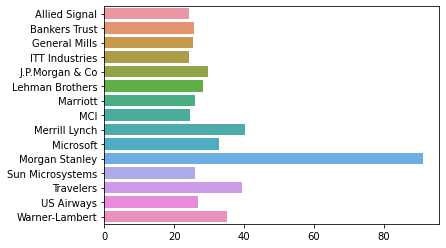 Allied Signal
Bankers Trust
General Mills
ITT Industries
J.P.Morgan & Co
Lehman Brothers
Marriott
MCI
Merrill Lynch
Microsoft
Morgan Stanley
Sun Microsystems
Travelers
US Airways
Warner-Lambert
0 20 40 60 80